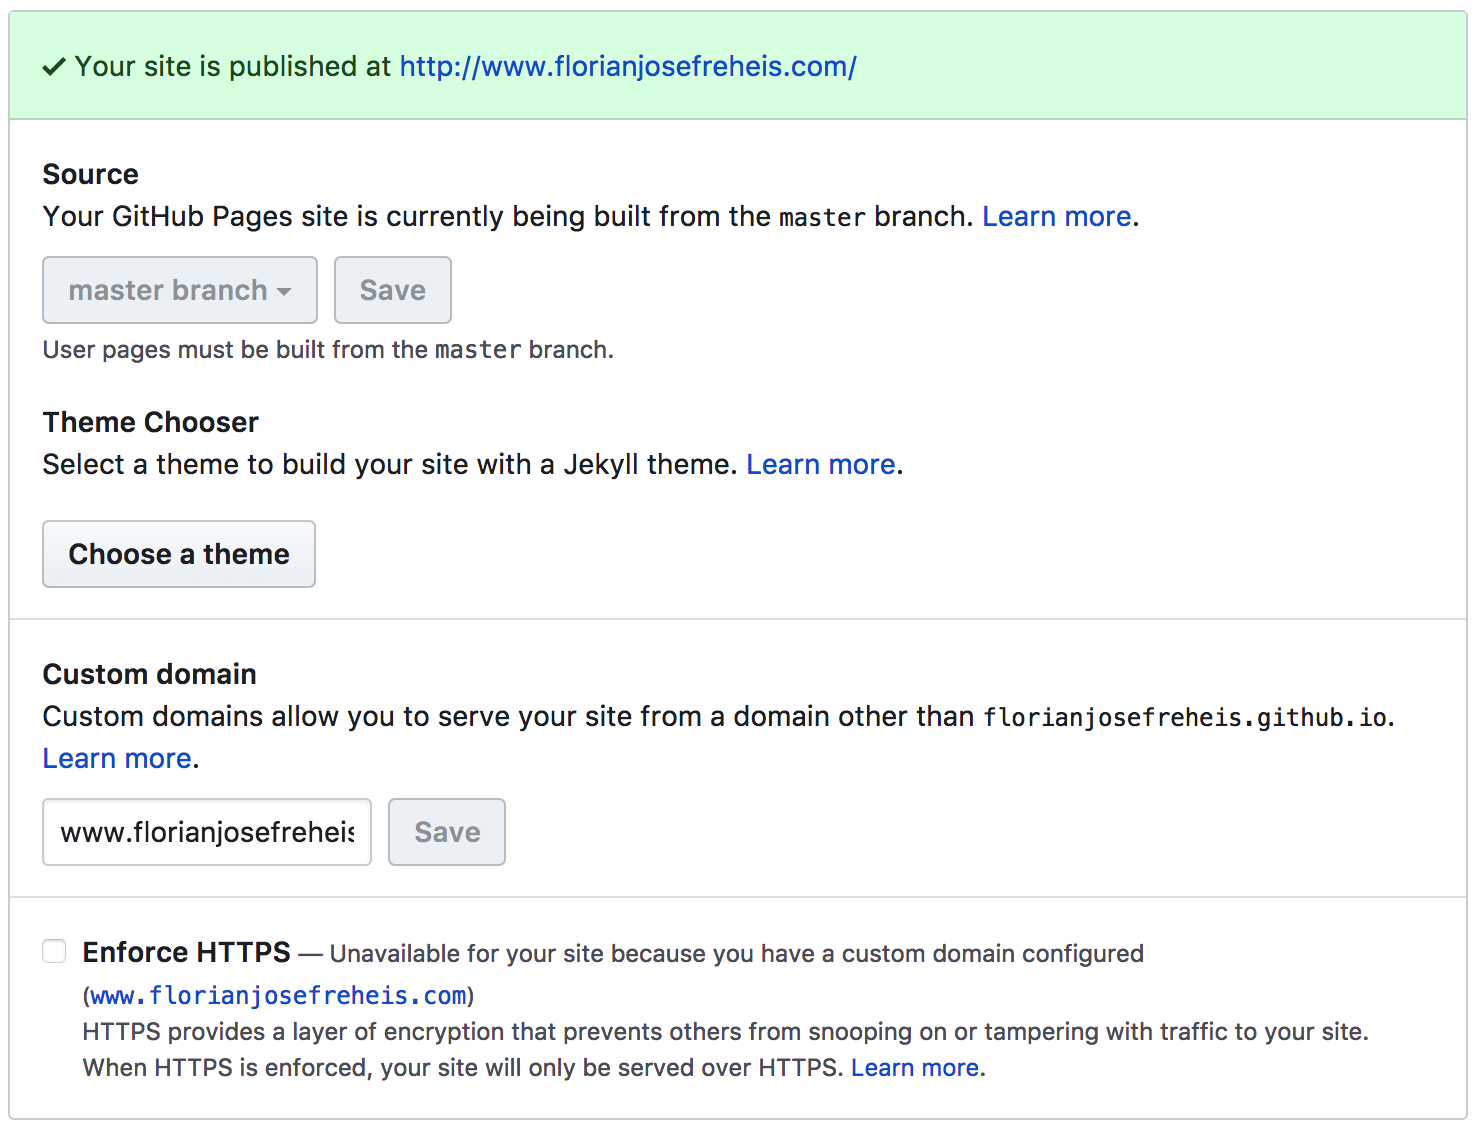 ✓ Your site is published at http://www.florianjosefreheis.com/
Source
Your GitHub Pages site is currently being built from the master branch. Learn more.
master branch Save
User pages must be built from the master branch.
Theme Chooser
Select a theme to build your site with a Jekyll theme. Learn more.
Choose a theme
Custom domain
Custom domains allow you to serve your site from a domain other than florianjosefreheis.github.io.
Learn more.
www.florianjosefreheis Save
Enforce HTTPS — Unavailable for your site because you have a custom domain configured
(www.florianjosefreheis.com)
HTTPS provides a layer of encryption that prevents others from snooping on or tampering with traffic to your site.
When HTTPS is enforced, your site will only be served over HTTPS. Learn more.